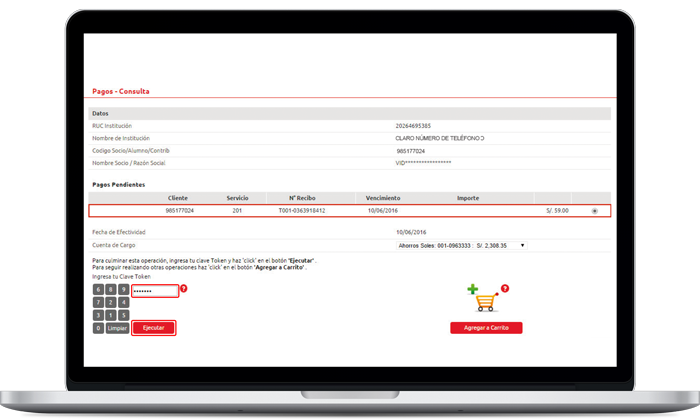 Pagos - Consulta
Datos
RUC Institución 20264695385
Nombre de Institución CLARO NÚMERO DE TELÉFONO
Codigo Socio/Alumno/Contrib 985177024
Nombre Socio / Razón Social VID*****************
Pagos Pendientes
Cliente Servicio N° Recibo Vencimiento Importe
985177024 201 T001-0363918412 10/06/2016 S/. 59.00
Fecha de Efectividad 10/06/2016
Cuenta de Cargo Ahorros Soles: 001-0963333 : S/. 2,308.35
Para culminar esta operación, ingresa tu clave Token y haz 'click' en el botón "Ejecutar" .
Para seguir realizando otras operaciones haz 'click' en el botón "Agregar a Carrito" .
Ingresa tu Clave Token
6 8 9 ••••••• ?
7 2 4
3 1 5
0 Limpiar Ejecutar
?
Agregar a Carrito